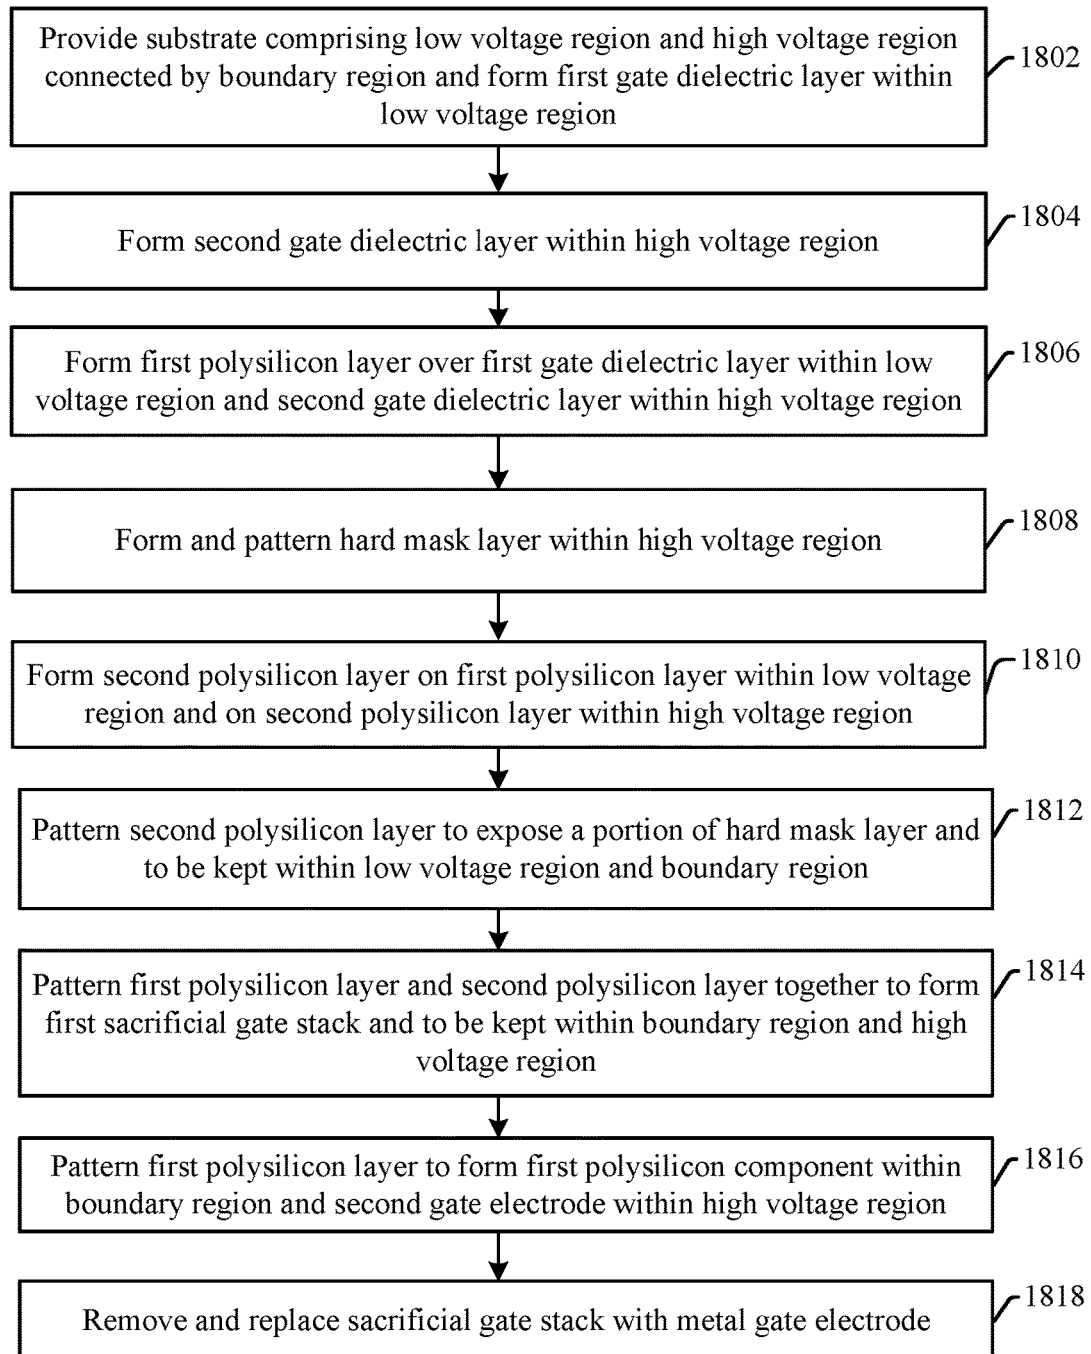 Provide substrate comprising low voltage region and high voltage region
connected by boundary region and form first gate dielectric layer within
low voltage region
1802
Form second gate dielectric layer within high voltage region
1804
Form first polysilicon layer over first gate dielectric layer within low
voltage region and second gate dielectric layer within high voltage region
1806
Form and pattern hard mask layer within high voltage region
1808
Form second polysilicon layer on first polysilicon layer within low voltage
region and on second polysilicon layer within high voltage region
1810
Pattern second polysilicon layer to expose a portion of hard mask layer and
to be kept within low voltage region and boundary region
1812
Pattern first polysilicon layer and second polysilicon layer together to form
first sacrificial gate stack and to be kept within boundary region and high
voltage region
1814
Pattern first polysilicon layer to form first polysilicon component within
boundary region and second gate electrode within high voltage region
1816
Remove and replace sacrificial gate stack with metal gate electrode
1818